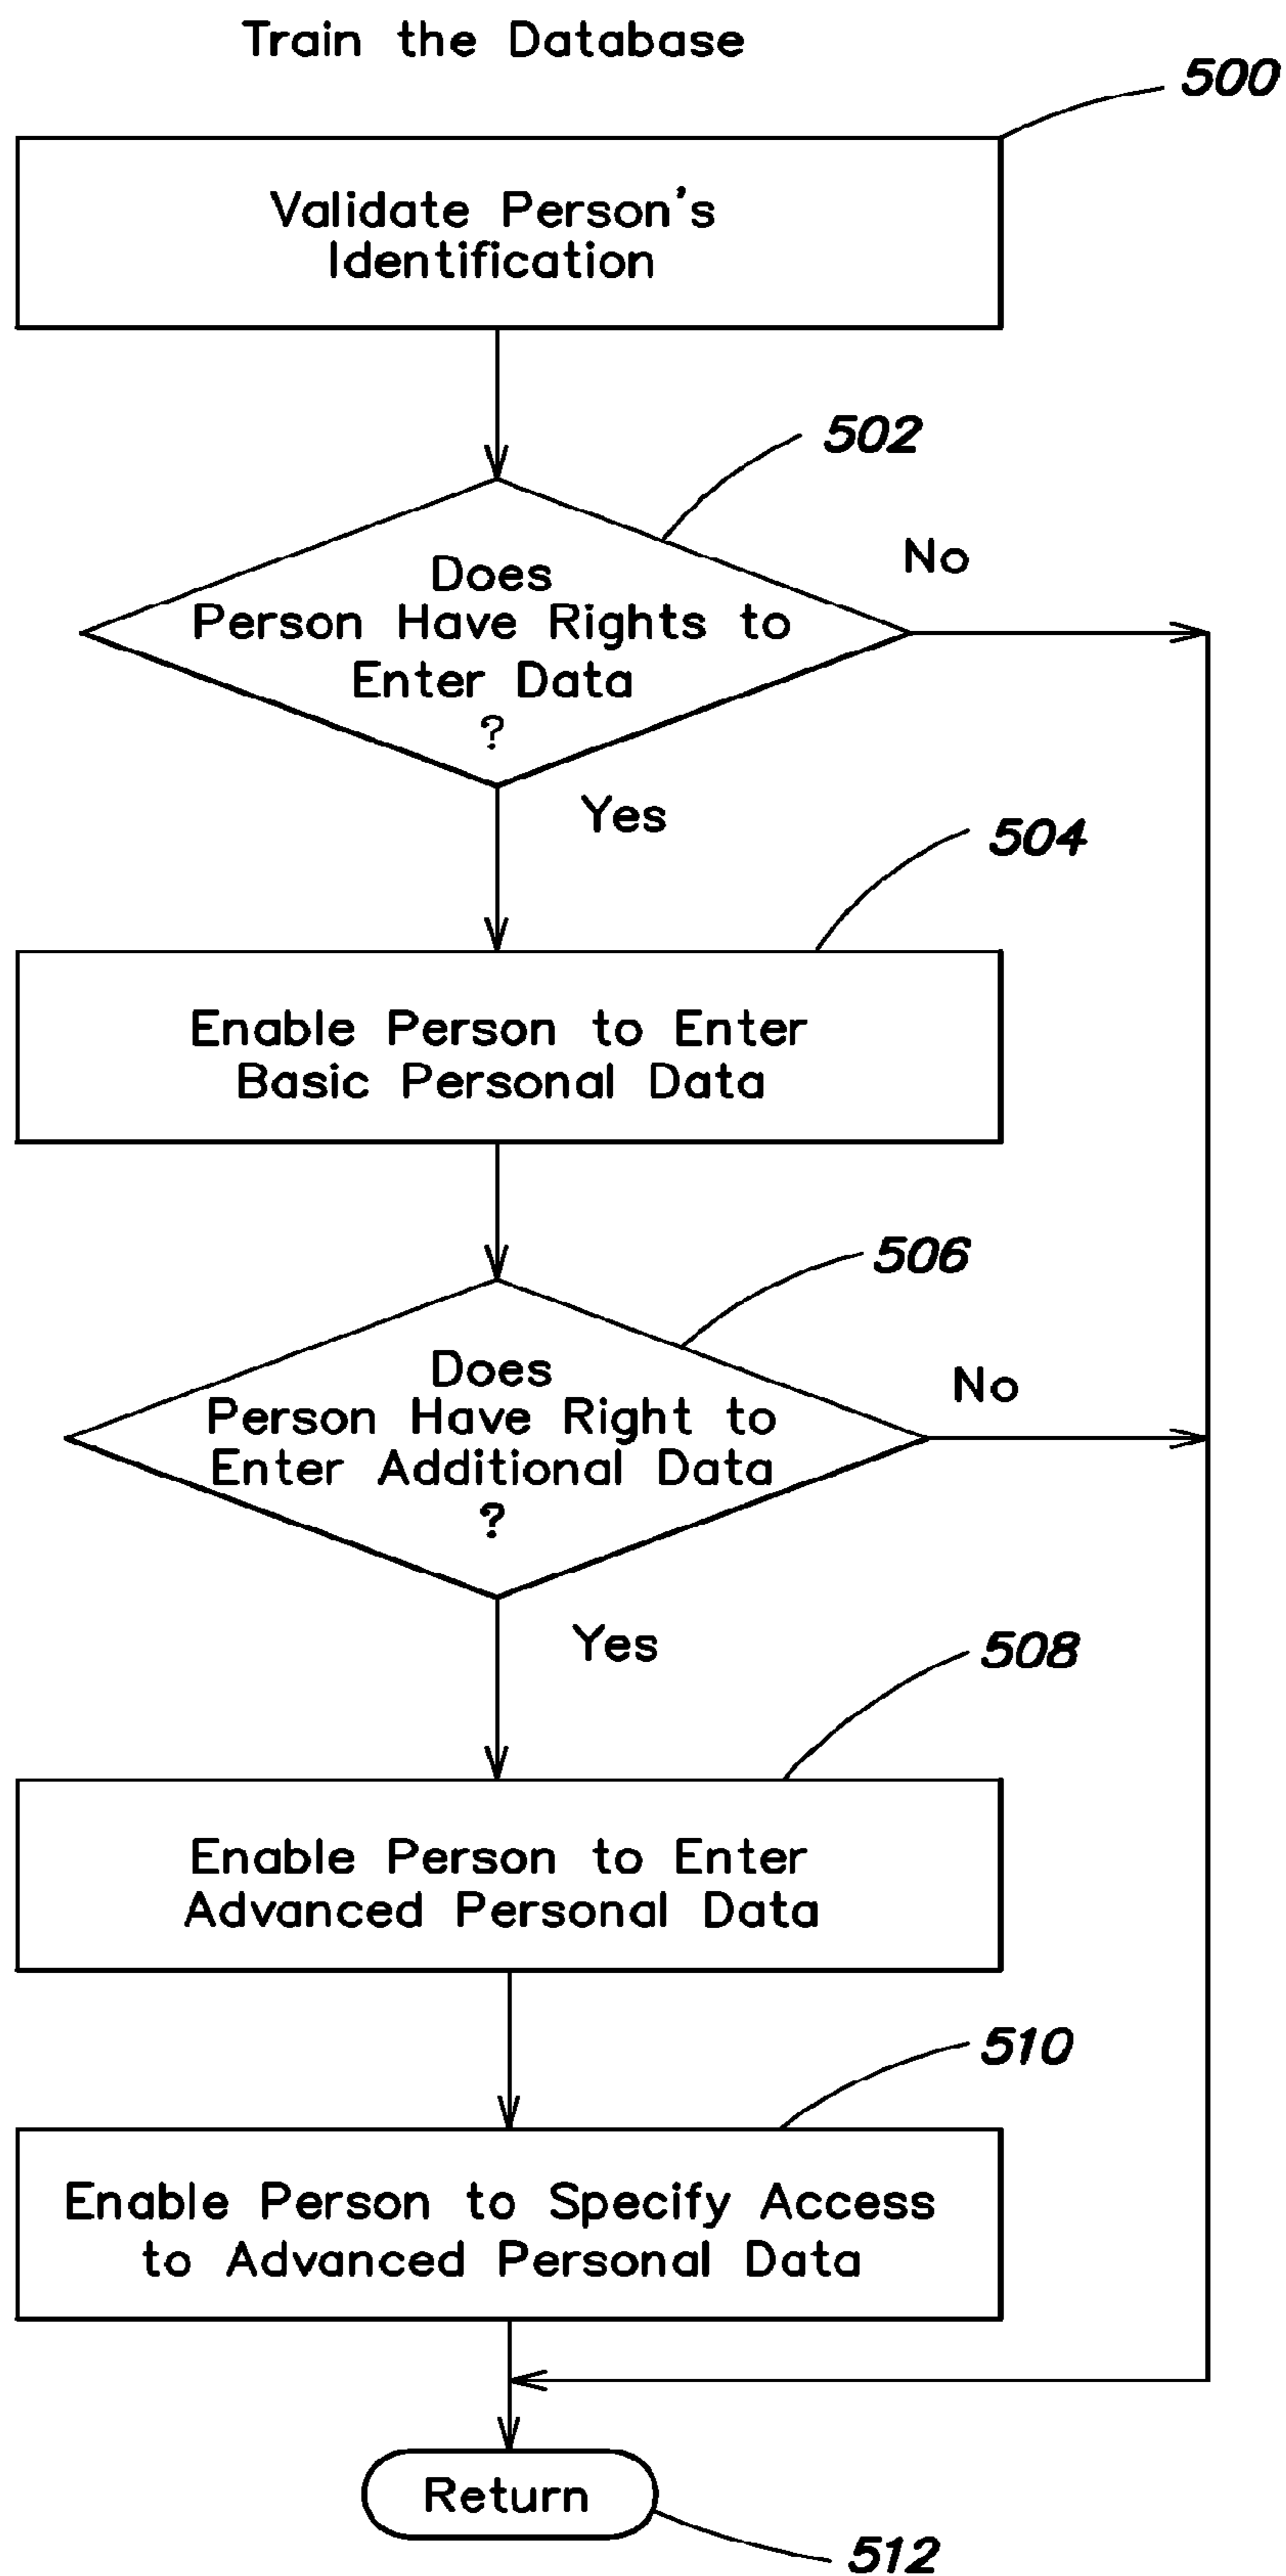 Train the Database
500
Validate Person's
Identification
502
Does
Person Have Rights to
Enter Data
?
No
Yes
504
Enable Person to Enter
Basic Personal Data
506
Does
Person Have Right to
Enter Additional Data
?
No
Yes
508
Enable Person to Enter
Advanced Personal Data
510
Enable Person to Specify Access
to Advanced Personal Data
Return
512